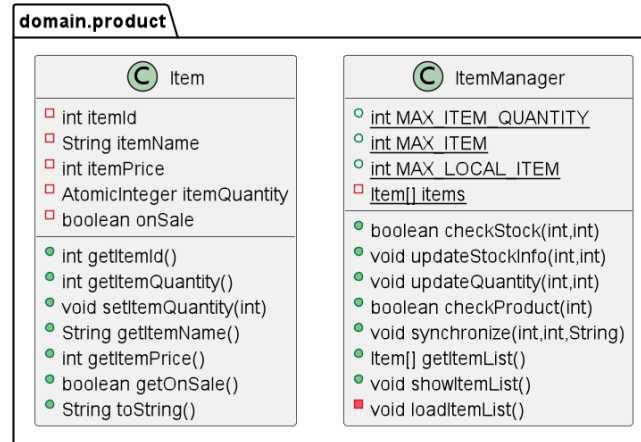 domain.product
C Item
int itemId
String itemName
int itemPrice
AtomicInteger itemQuantity
boolean onSale
int getItemId()
int getItemQuantity()
void setItemQuantity(int)
String getItemName()
int getItemPrice()
boolean getOnSale()
String toString()
C ItemManager
int MAX_ITEM_QUANTITY
int MAX_ITEM
int MAX_LOCAL_ITEM
Item[] items
boolean checkStock(int,int)
void updateStockInfo(int,int)
void updateQuantity(int,int)
boolean checkProduct(int)
void synchronize(int,int,String)
Item[] getItemList()
void showItemList()
void loadItemList()